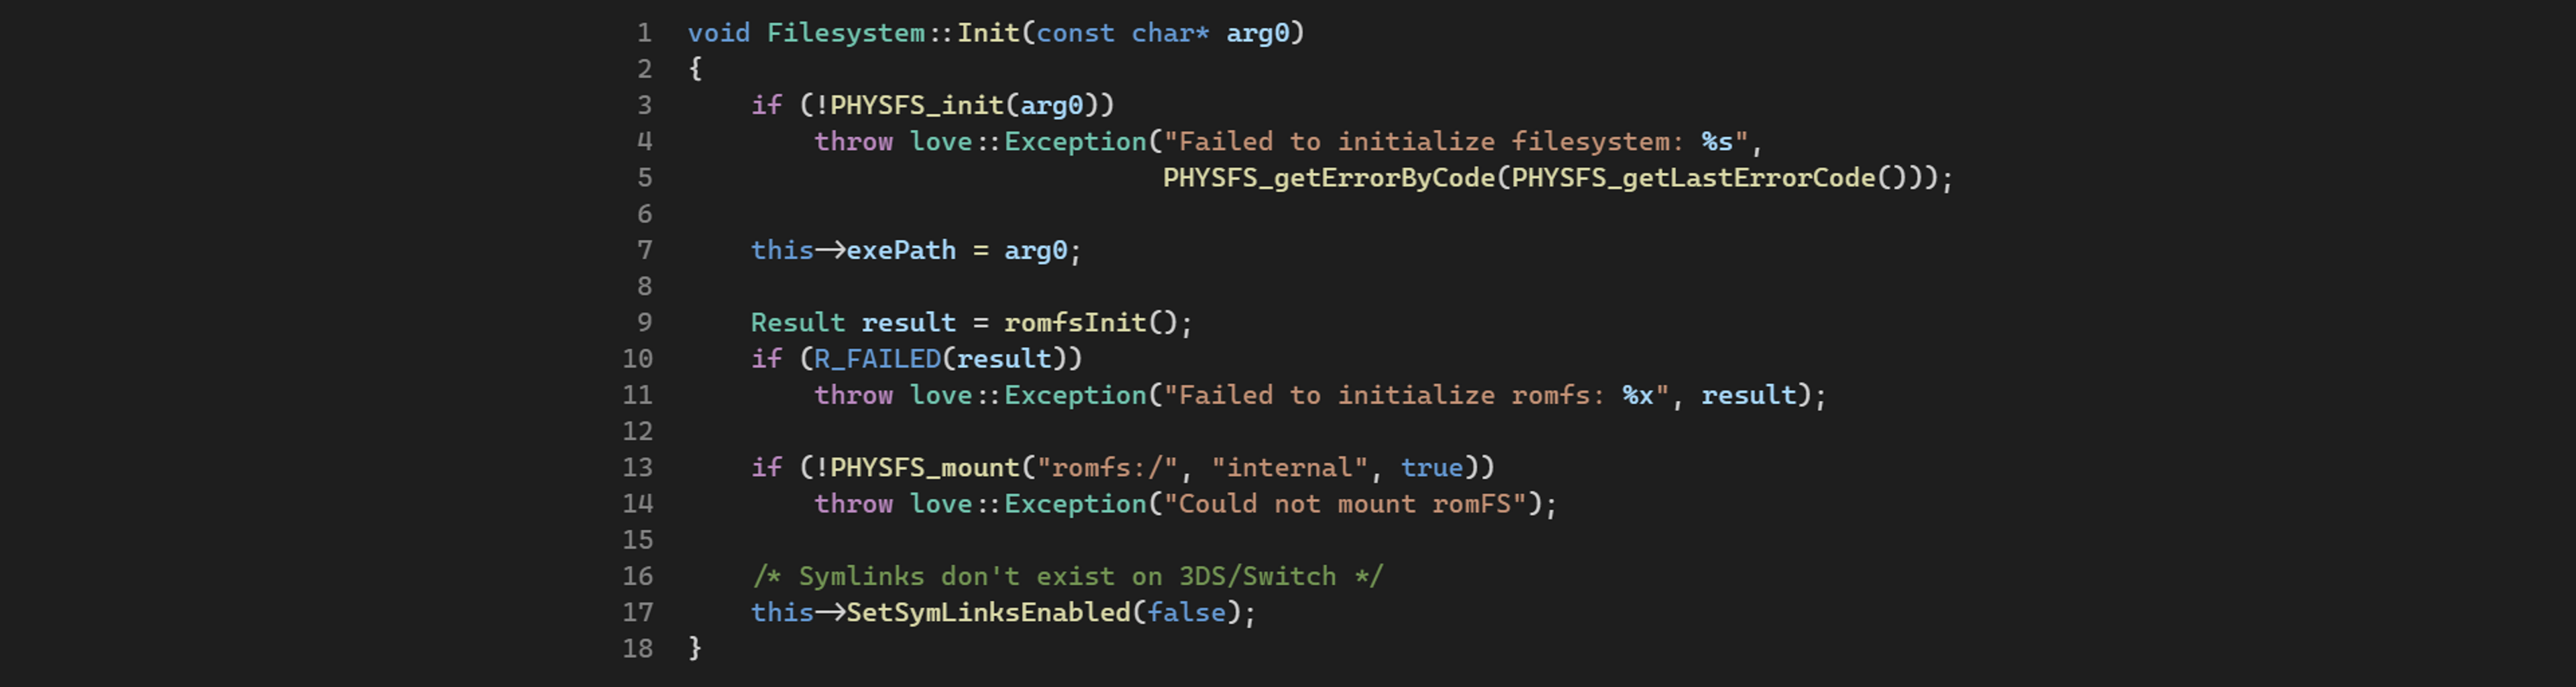 1 void Filesystem::Init(const char* arg0)
2 {
3     if (!PHYSFS_init(arg0))
4         throw love::Exception("Failed to initialize filesystem: %s",
5                               PHYSFS_getErrorByCode(PHYSFS_getLastErrorCode()));
6
7     this->exePath = arg0;
8
9     Result result = romfsInit();
10     if (R_FAILED(result))
11         throw love::Exception("Failed to initialize romfs: %x", result);
12
13     if (!PHYSFS_mount("romfs:/", "internal", true))
14         throw love::Exception("Could not mount romFS");
15
16     /* Symlinks don't exist on 3DS/Switch */
17     this->SetSymLinksEnabled(false);
18 }